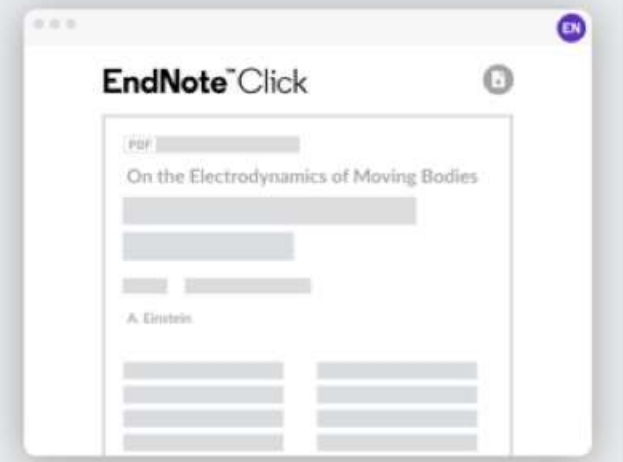 EN
EndNote™ Click
PDF
On the Electrodynamics of Moving Bodies
A. Einstein